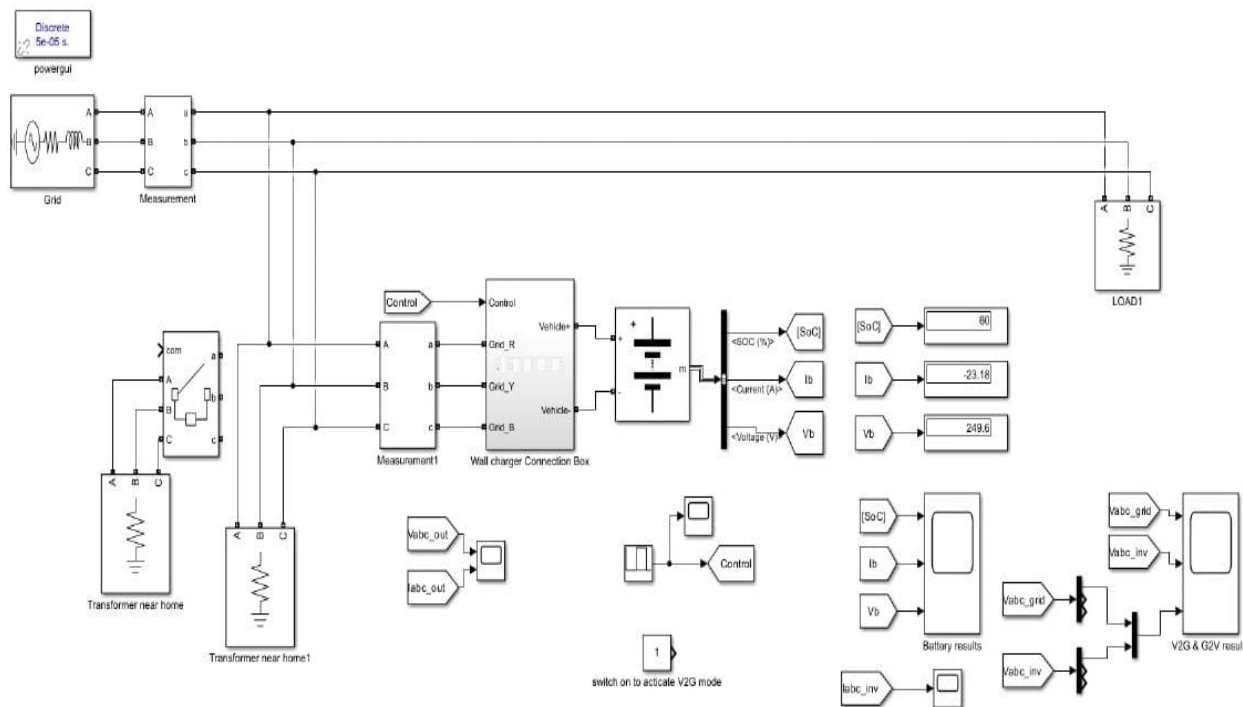 Discrete
5e-05 s.
powergui
A
B
C
A
B
C
a
b
c
Grid
Measurement
A
B
C
LOAD1
Control
Control
Vehicle+
Grid_R
Grid_Y
Vehicle-
Grid_B
A
B
C
a
b
c
Measurement1
Wall charger Connection Box
+
+
-
m
<SOC (%)>
<Current (A)>
<Voltage (V)>
[SoC]
Ib
Vb
[SoC]
60
Ib
-23.18
Vb
249.6
com
A
B
C
a
b
c
A
B
C
Transformer near home
A
B
C
Transformer near home1
Vabc_out
Iabc_out
Control
1
switch on to acticate V2G mode
[SoC]
Ib
Vb
Battery results
Iabc_inv
Vabc_grid
Vabc_inv
Vabc_grid
Vabc_inv
V2G & G2V resul